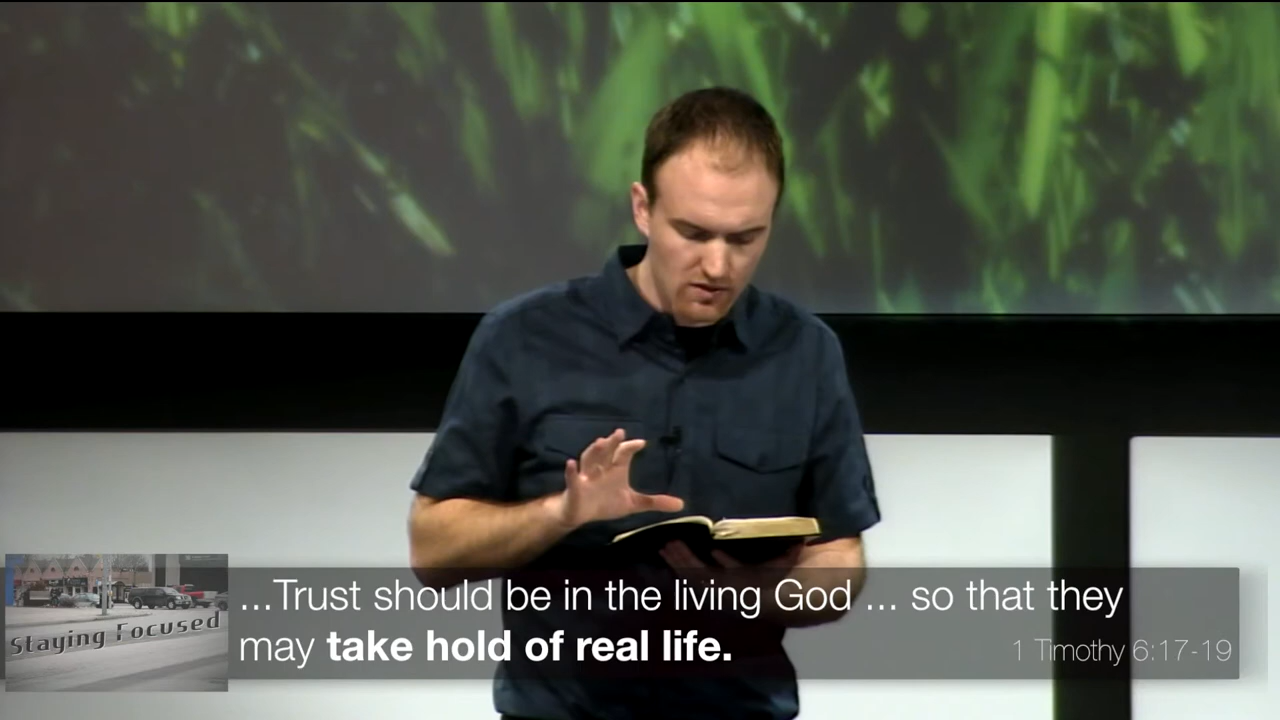 ...Trust should be in the living God ... so that they
may take hold of real life.
1 Timothy 6:17-19
Staying Focused